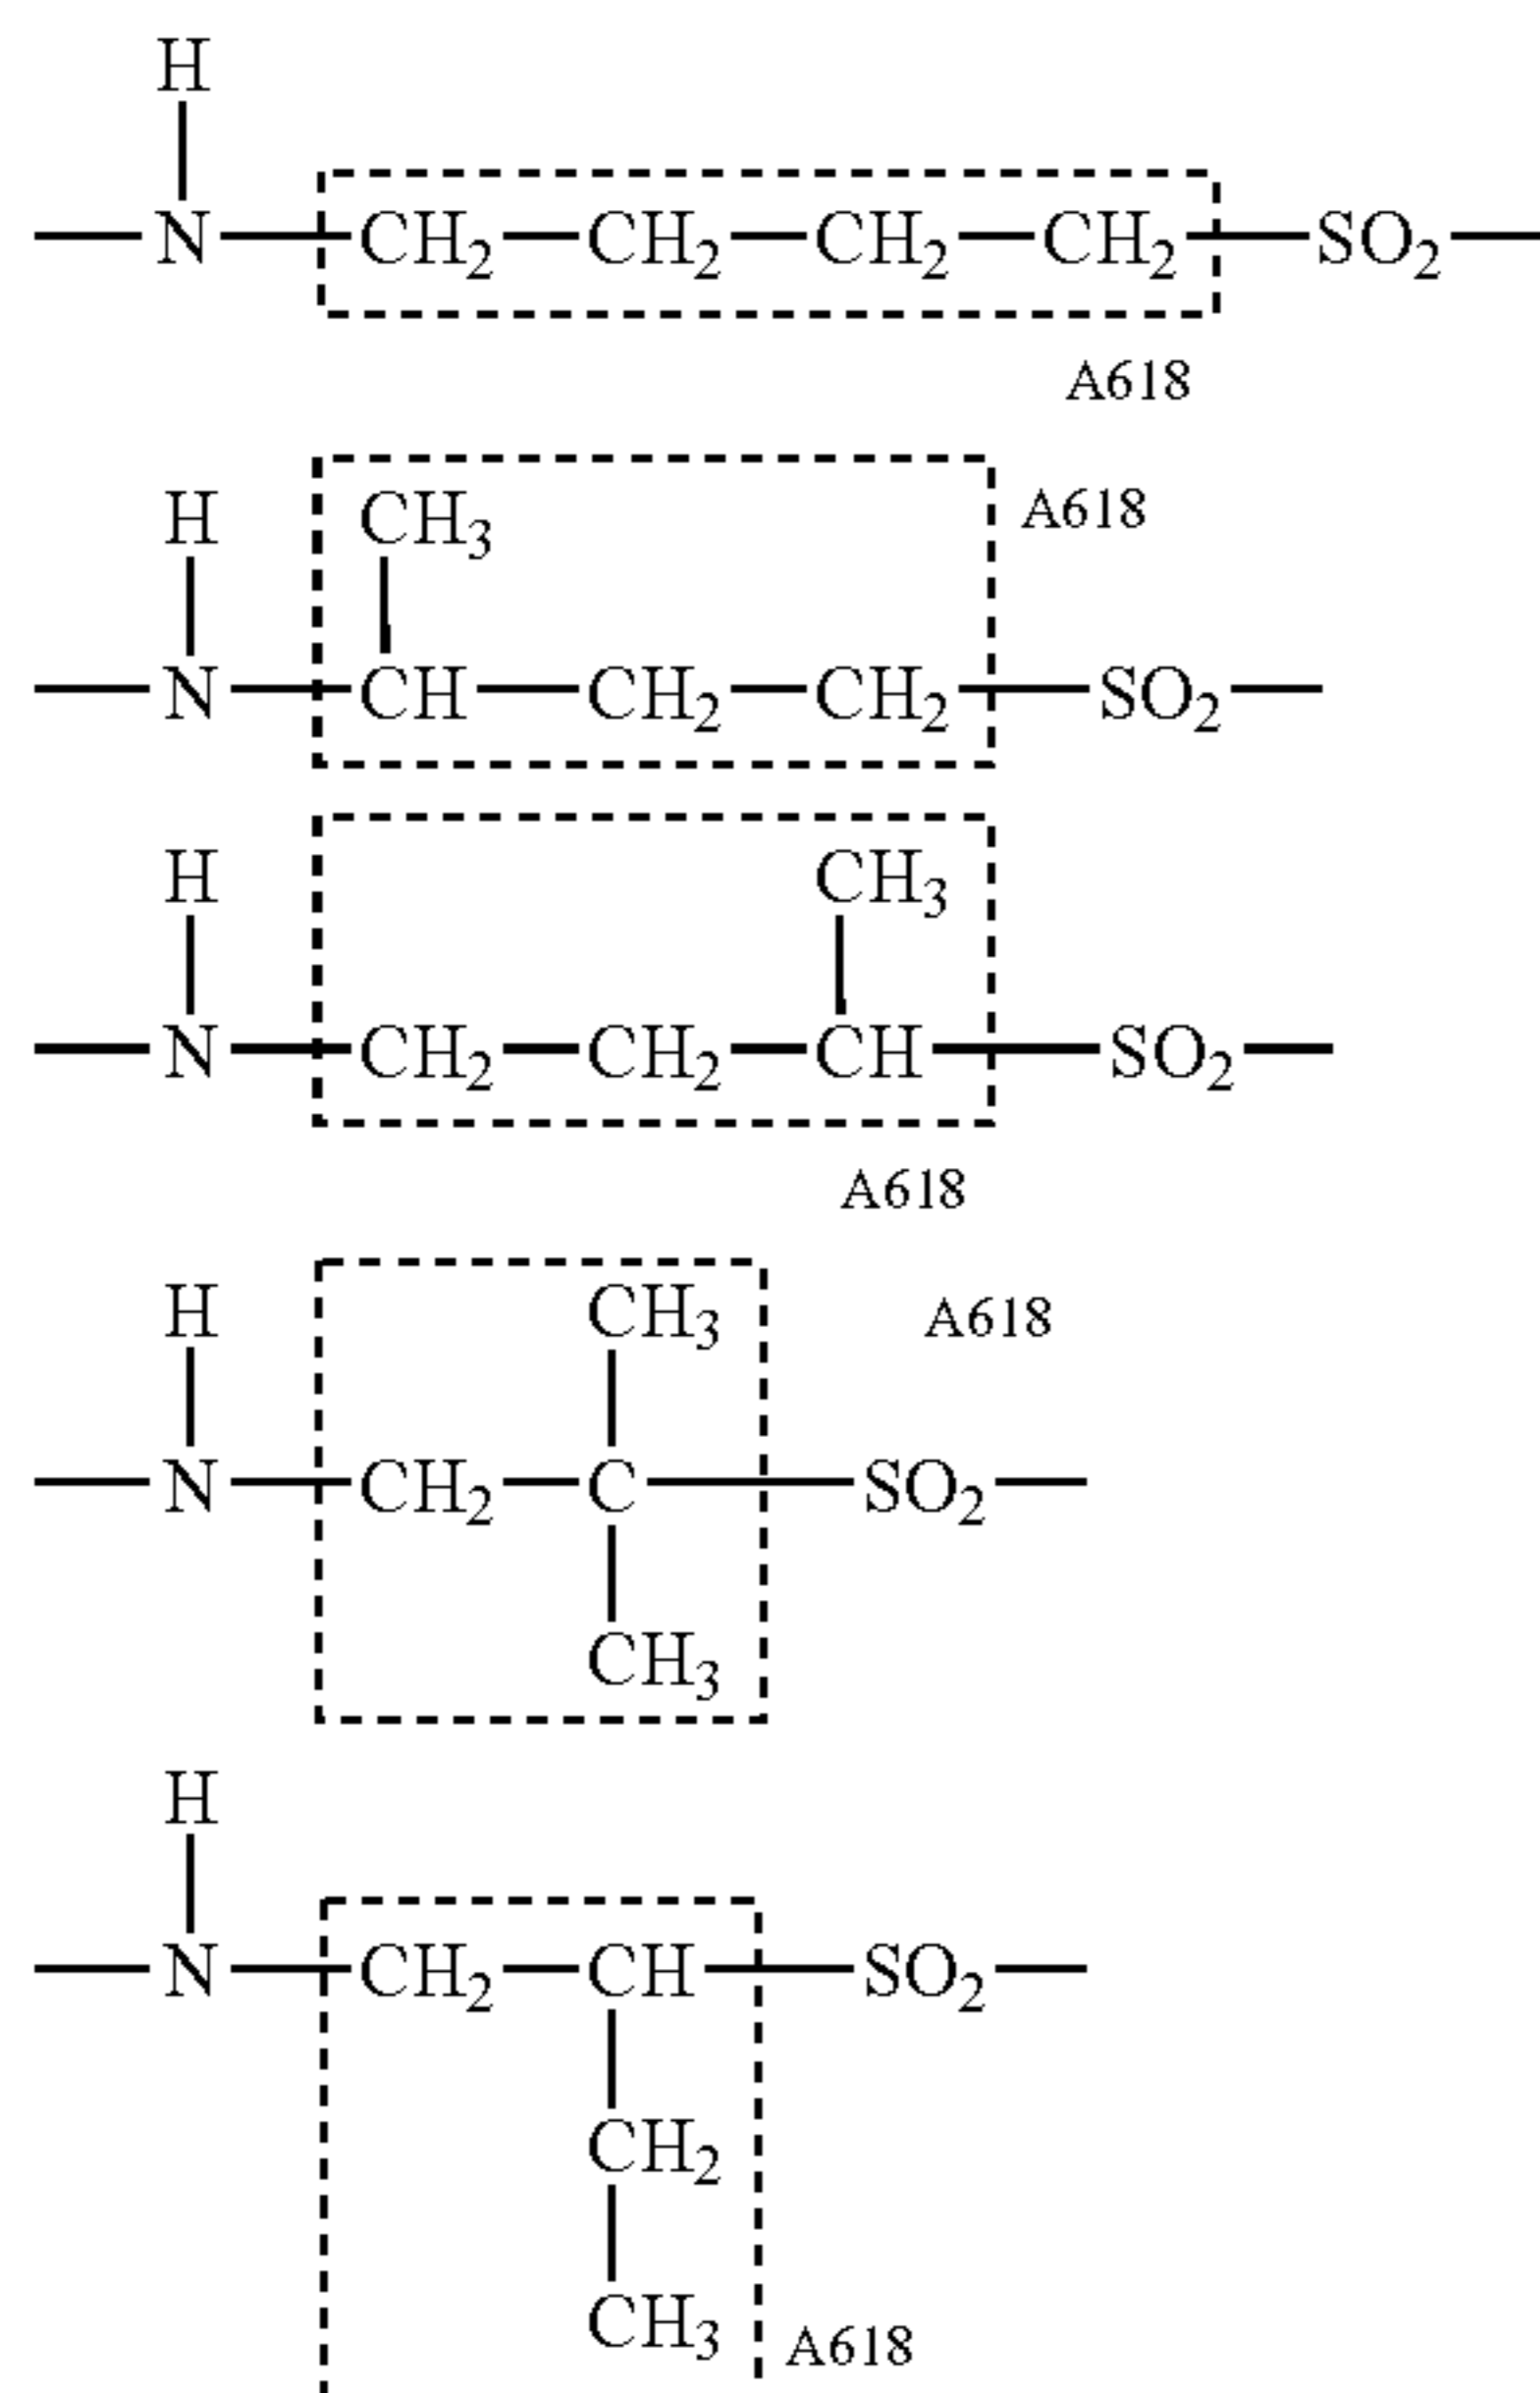 H
N CH2 CH2 CH2 CH2 SO2
A618
H CH3 A618
N CH CH2 CH2 SO2
H CH3
N CH2 CH2 CH SO2
A618
H CH3 A618
N CH2 C SO2
CH3
H
N CH2 CH SO2
CH2
CH3 A618